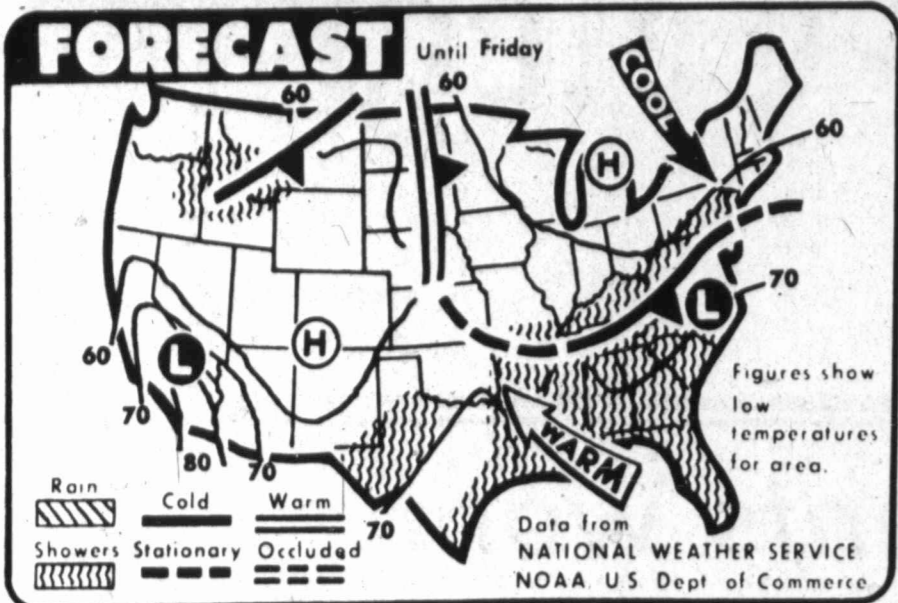 FORECAST
Until Friday
60
60
COOL
60
H
70
L
H
L
60
70
80
70
70
WARM
Figures show
low
temperatures
for area.
Rain
Cold
Warm
Showers
Stationary
Occluded
Data from
NATIONAL WEATHER SERVICE
NOAA U.S. Dept of Commerce